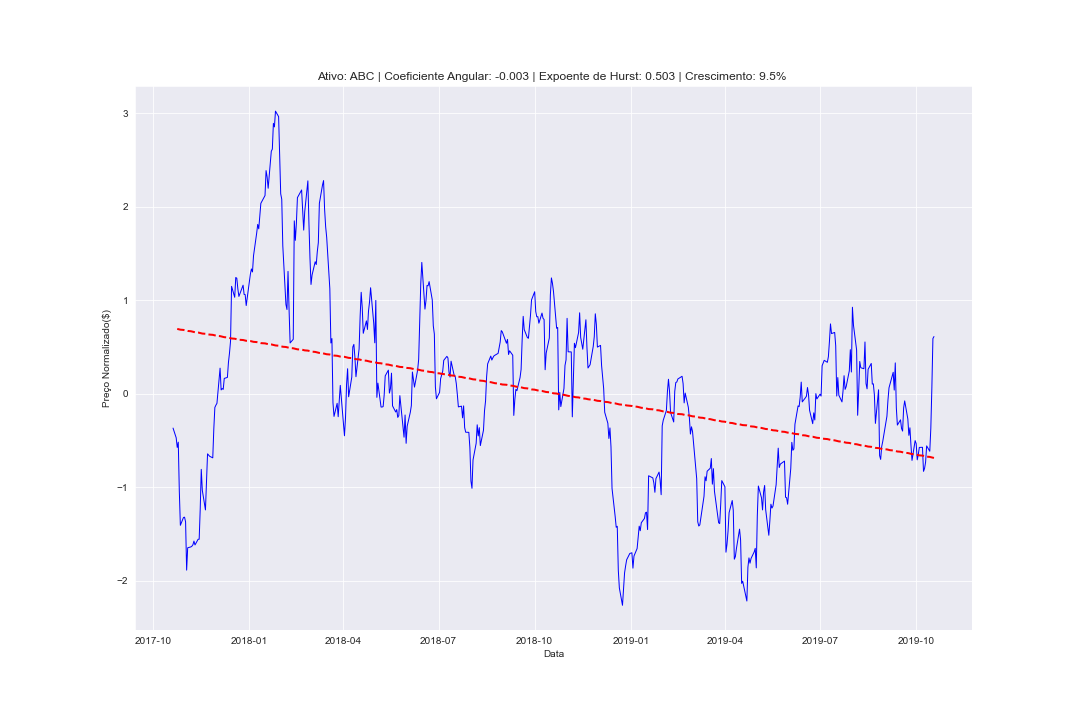 Ativo: ABC | Coeficiente Angular: -0.003 | Expoente de Hurst: 0.503 | Crescimento: 9.5%
3
2
1
0
−1
−2
Preço Normalizado($)
2017-10 2018-01 2018-04 2018-07 2018-10 2019-01 2019-04 2019-07 2019-10
Data